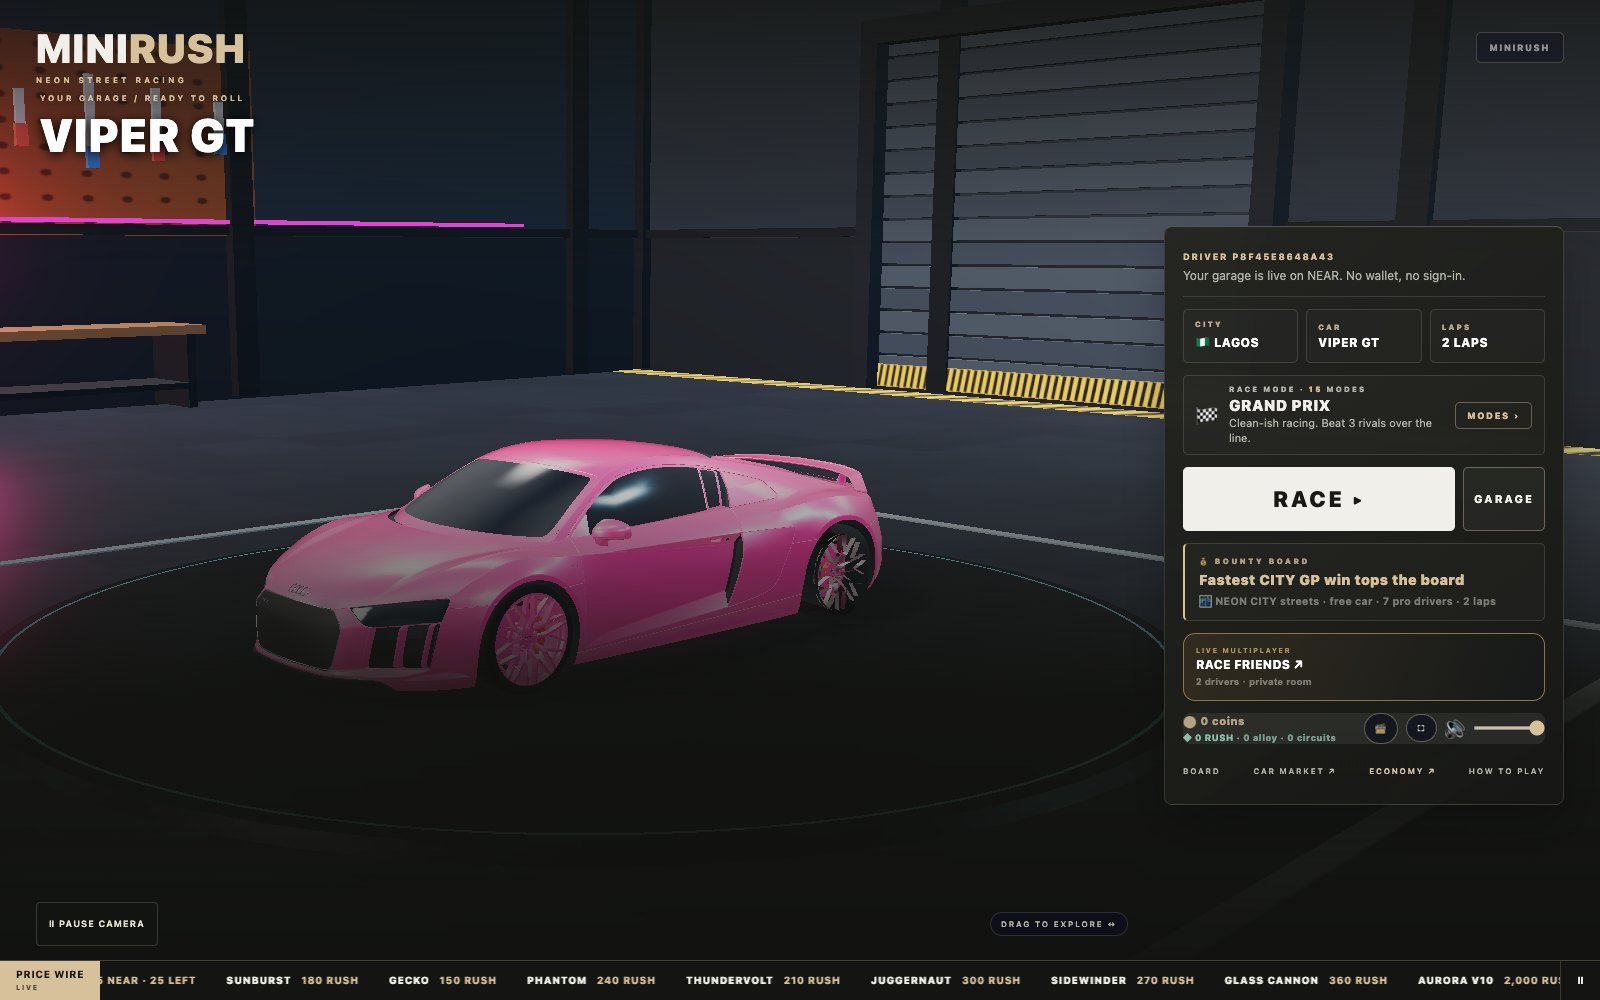 MINIRUSH
NEON STREET RACING
YOUR GARAGE / READY TO ROLL
VIPER GT
MINIRUSH
DRIVER P8F45E8648A43
Your garage is live on NEAR. No wallet, no sign-in.
CITY
LAGOS
CAR
VIPER GT
LAPS
2 LAPS
RACE MODE · 15 MODES
GRAND PRIX
Clean-ish racing. Beat 3 rivals over the
line.
MODES ›
RACE ▸
GARAGE
BOUNTY BOARD
Fastest CITY GP win tops the board
NEON CITY streets · free car · 7 pro drivers · 2 laps
LIVE MULTIPLAYER
RACE FRIENDS ↗
2 drivers · private room
0 coins
◆ 0 RUSH · 0 alloy · 0 circuits
BOARD
CAR MARKET ↗
ECONOMY ↗
HOW TO PLAY
PAUSE CAMERA
DRAG TO EXPLORE ↔
PRICE WIRE
LIVE
NEAR · 25 LEFT SUNBURST 180 RUSH GECKO 150 RUSH PHANTOM 240 RUSH THUNDERVOLT 210 RUSH JUGGERNAUT 300 RUSH SIDEWINDER 270 RUSH GLASS CANNON 360 RUSH AURORA V10 2,000